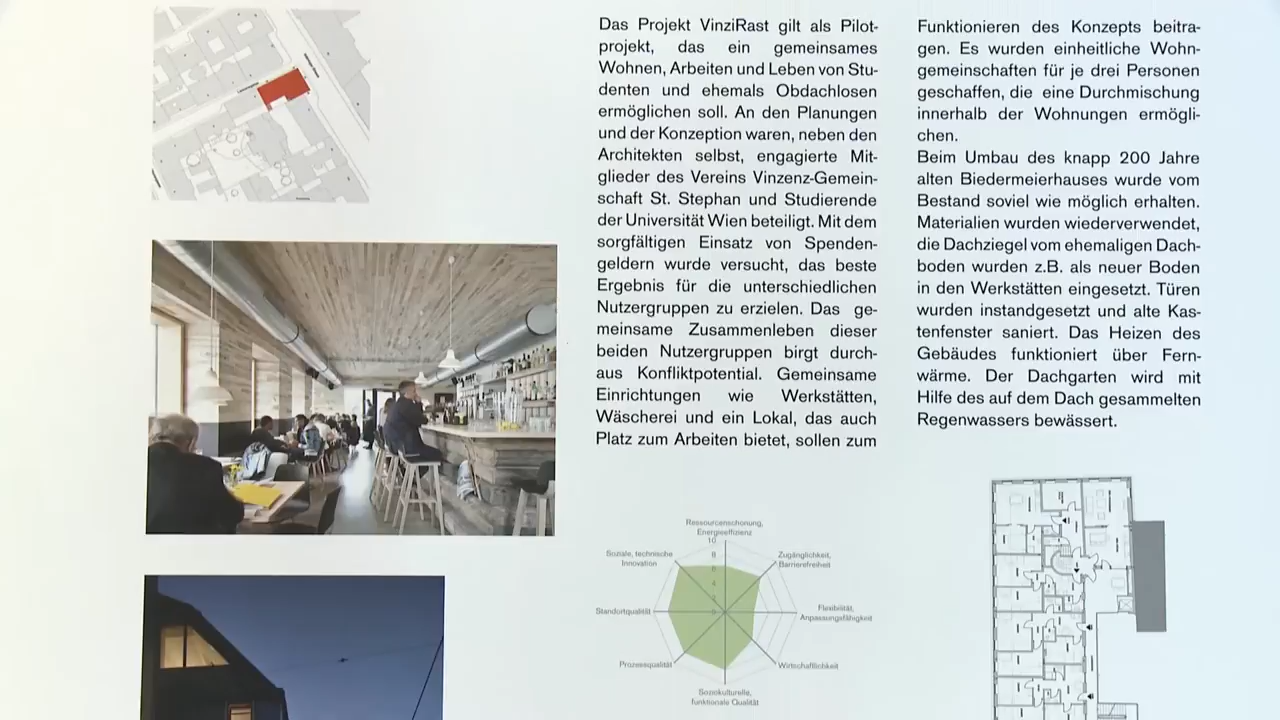 Das Projekt VinziRast gilt als Pilot-
projekt, das ein gemeinsames
Wohnen, Arbeiten und Leben von Stu-
denten und ehemals Obdachlosen
ermöglichen soll. An den Planungen
und der Konzeption waren, neben den
Architekten selbst, engagierte Mit-
glieder des Vereins Vinzenz-Gemein-
schaft St. Stephan und Studierende
der Universität Wien beteiligt. Mit dem
sorgfältigen Einsatz von Spenden-
geldern wurde versucht, das beste
Ergebnis für die unterschiedlichen
Nutzergruppen zu erzielen. Das ge-
meinsame Zusammenleben dieser
beiden Nutzergruppen birgt durch-
aus Konfliktpotential. Gemeinsame
Einrichtungen wie Werkstätten,
Wäscherei und ein Lokal, das auch
Platz zum Arbeiten bietet, sollen zum
Funktionieren des Konzepts beitra-
gen. Es wurden einheitliche Wohn-
gemeinschaften für je drei Personen
geschaffen, die eine Durchmischung
innerhalb der Wohnungen ermögli-
chen.
Beim Umbau des knapp 200 Jahre
alten Biedermeierhauses wurde vom
Bestand soviel wie möglich erhalten.
Materialien wurden wiederverwendet,
die Dachziegel vom ehemaligen Dach-
boden wurden z.B. als neuer Boden
in den Werkstätten eingesetzt. Türen
wurden instandgesetzt und alte Kas-
tenfenster saniert. Das Heizen des
Gebäudes funktioniert über Fern-
wärme. Der Dachgarten wird mit
Hilfe des auf dem Dach gesammelten
Regenwassers bewässert.
Ressourcenschonung,
Energieeffizienz
10
8
6
4
2
0
Soziale, technische
Innovation
Zugänglichkeit,
Barrierefreiheit
Standortqualität
Flexibilität,
Anpassungsfähigkeit
Prozessqualität
Wirtschaftlichkeit
Soziokulturelle,
funktionale Qualität